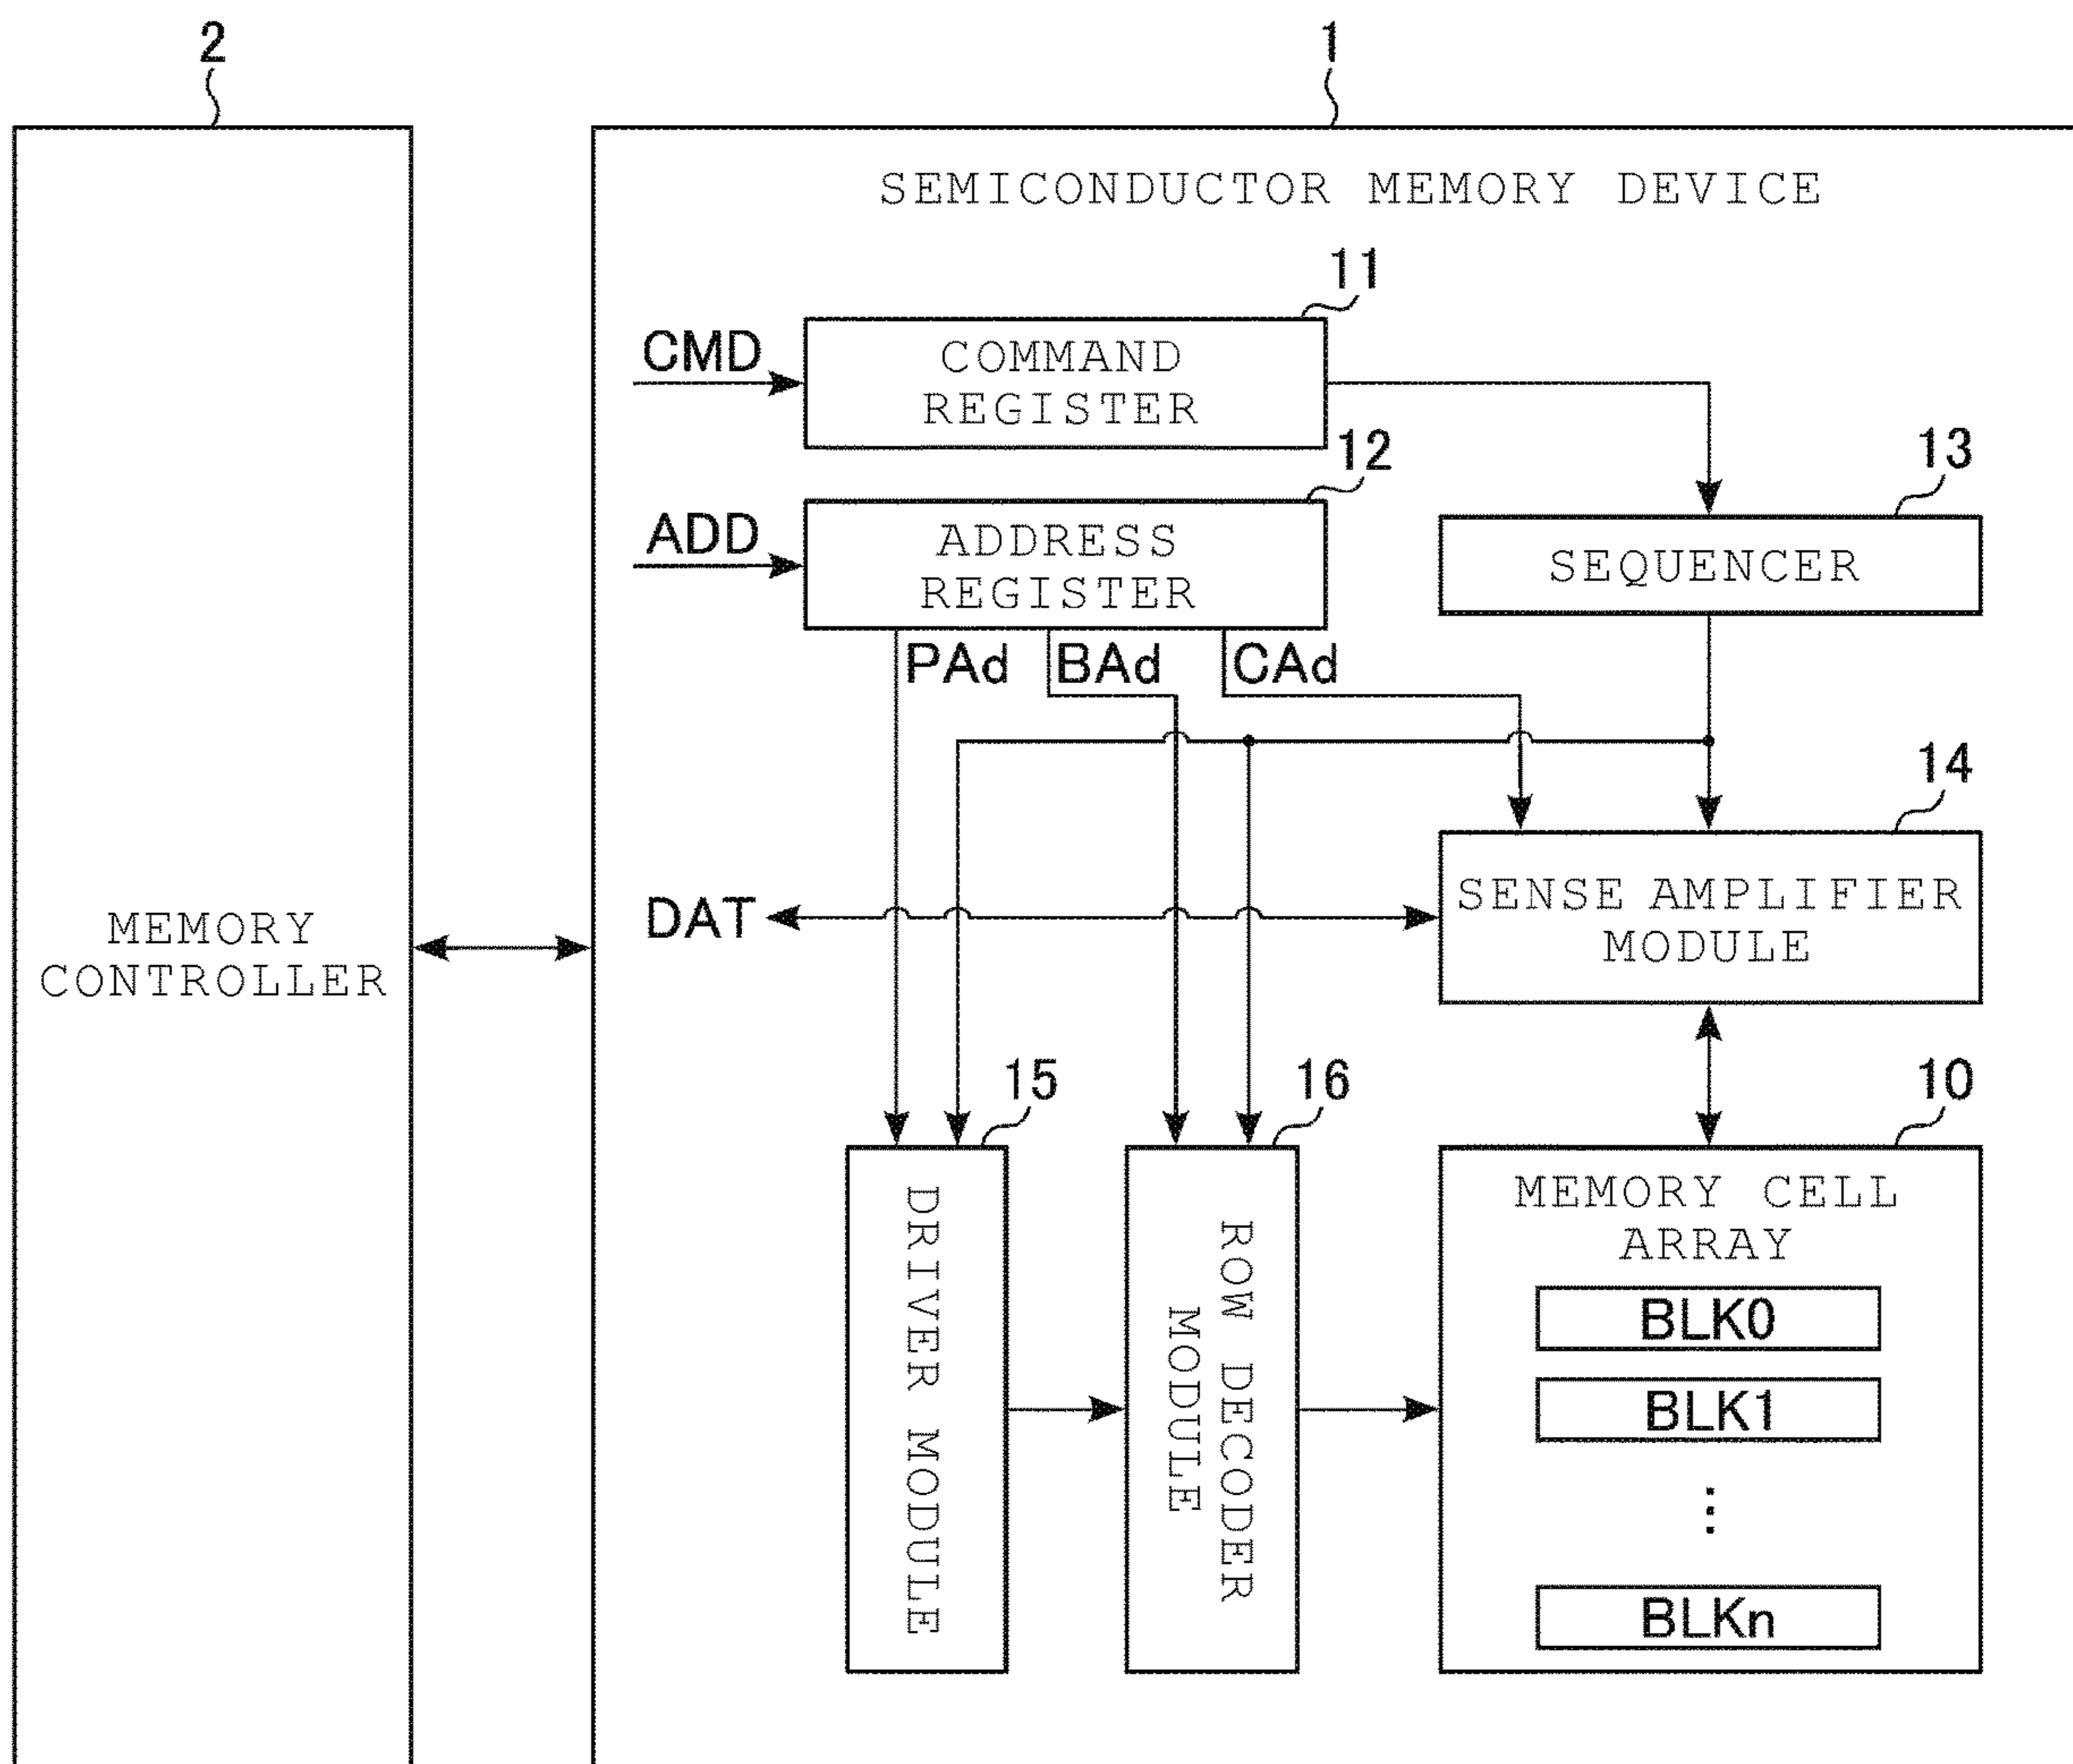 2
1
SEMICONDUCTOR MEMORY DEVICE
11
CMD
COMMAND
REGISTER
12
13
ADD
ADDRESS
REGISTER
SEQUENCER
PAd
BAd
CAd
14
DAT
SENSE AMPLIFIER
MODULE
MEMORY
CONTROLLER
15
16
10
DRIVER MODULE
ROW DECODER
MODULE
MEMORY CELL
ARRAY
BLK0
BLK1
⋮
BLKn